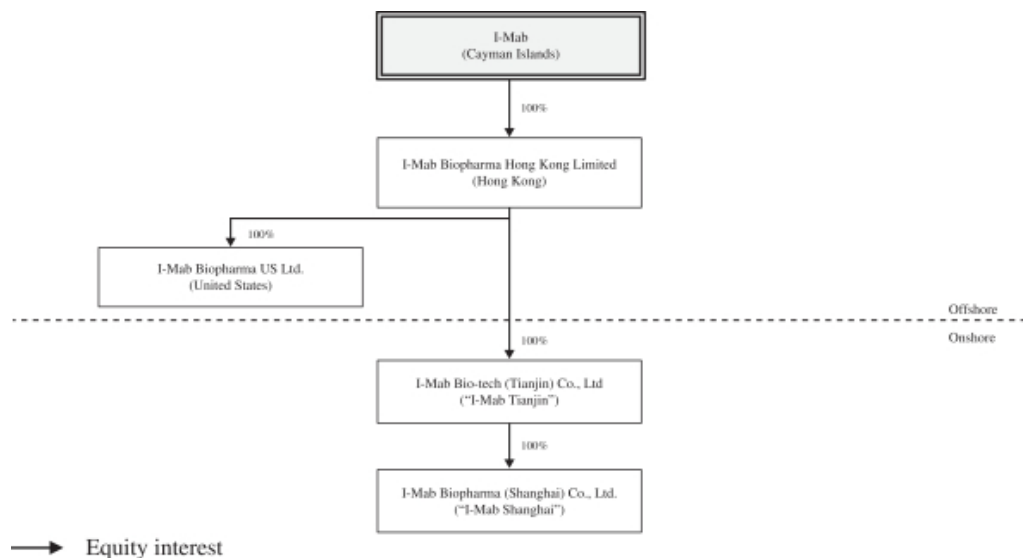 I-Mab
(Cayman Islands)
100%
I-Mab Biopharma Hong Kong Limited
(Hong Kong)
100%
I-Mab Biopharma US Ltd.
(United States)
Offshore
Onshore
100%
I-Mab Bio-tech (Tianjin) Co., Ltd
(“I-Mab Tianjin”)
100%
I-Mab Biopharma (Shanghai) Co., Ltd.
(“I-Mab Shanghai”)
Equity interest